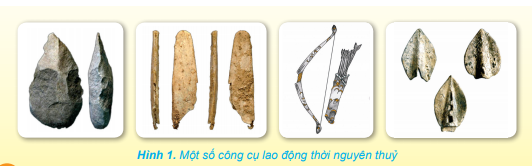 Hình 1. Một số công cụ lao động thời nguyên thuỷ